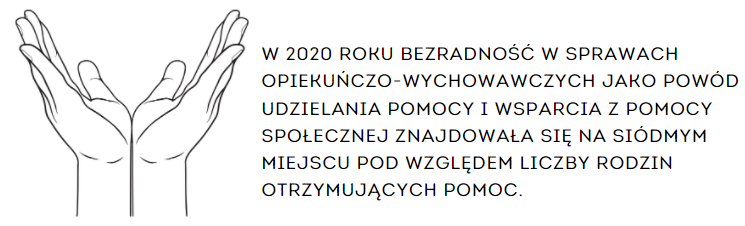 W 2020 ROKU BEZRADNOŚĆ W SPRAWACH
OPIEKUŃCZO-WYCHOWAWCZYCH JAKO POWÓD
UDZIELANIA POMOCY I WSPARCIA Z POMOCY
SPOŁECZNEJ ZNAJDOWAŁA SIĘ NA SIÓDMYM
MIEJSCU POD WZGLĘDEM LICZBY RODZIN
OTRZYMUJĄCYCH POMOC.